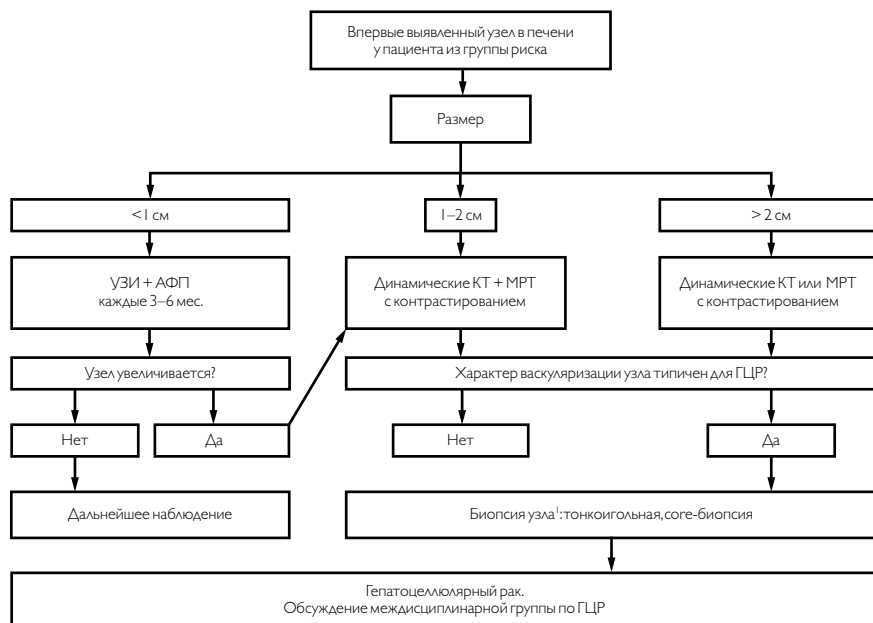 Впервые выявленный узел в печени
у пациента из группы риска
Размер
<1 см
1–2 см
>2 см
УЗИ + АФП
каждые 3–6 мес.
Динамические КТ + МРТ
с контрастированием
Динамические КТ или МРТ
с контрастированием
Узел увеличивается?
Характер васкуляризации узла типичен для ГЦР?
Нет
Да
Нет
Да
Дальнейшее наблюдение
Биопсия узла¹: тонкоигольная, core-биопсия
Гепатоцеллюлярный рак.
Обсуждение междисциплинарной группы по ГЦР